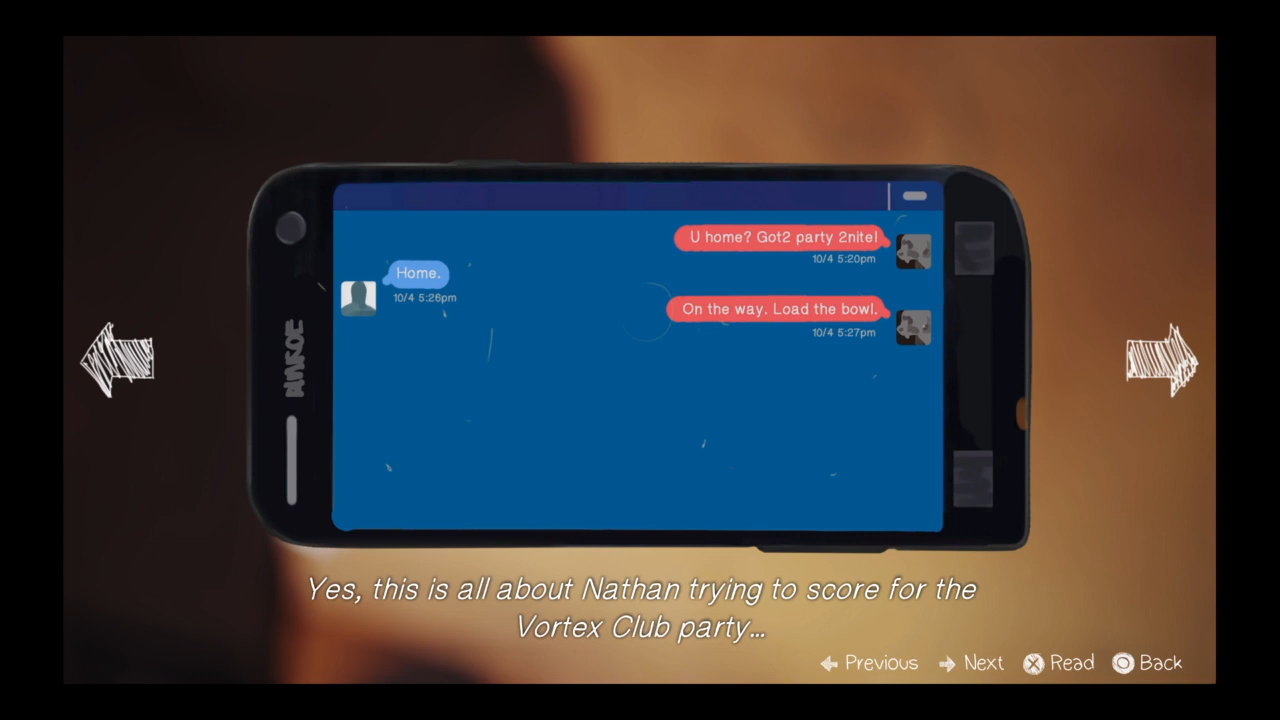 U home? Got2 party 2nite!
10/4 5:20pm
Home.
10/4 5:26pm
On the way. Load the bowl.
10/4 5:27pm
Yes, this is all about Nathan trying to score for the
Vortex Club party...
Previous Next Read Back